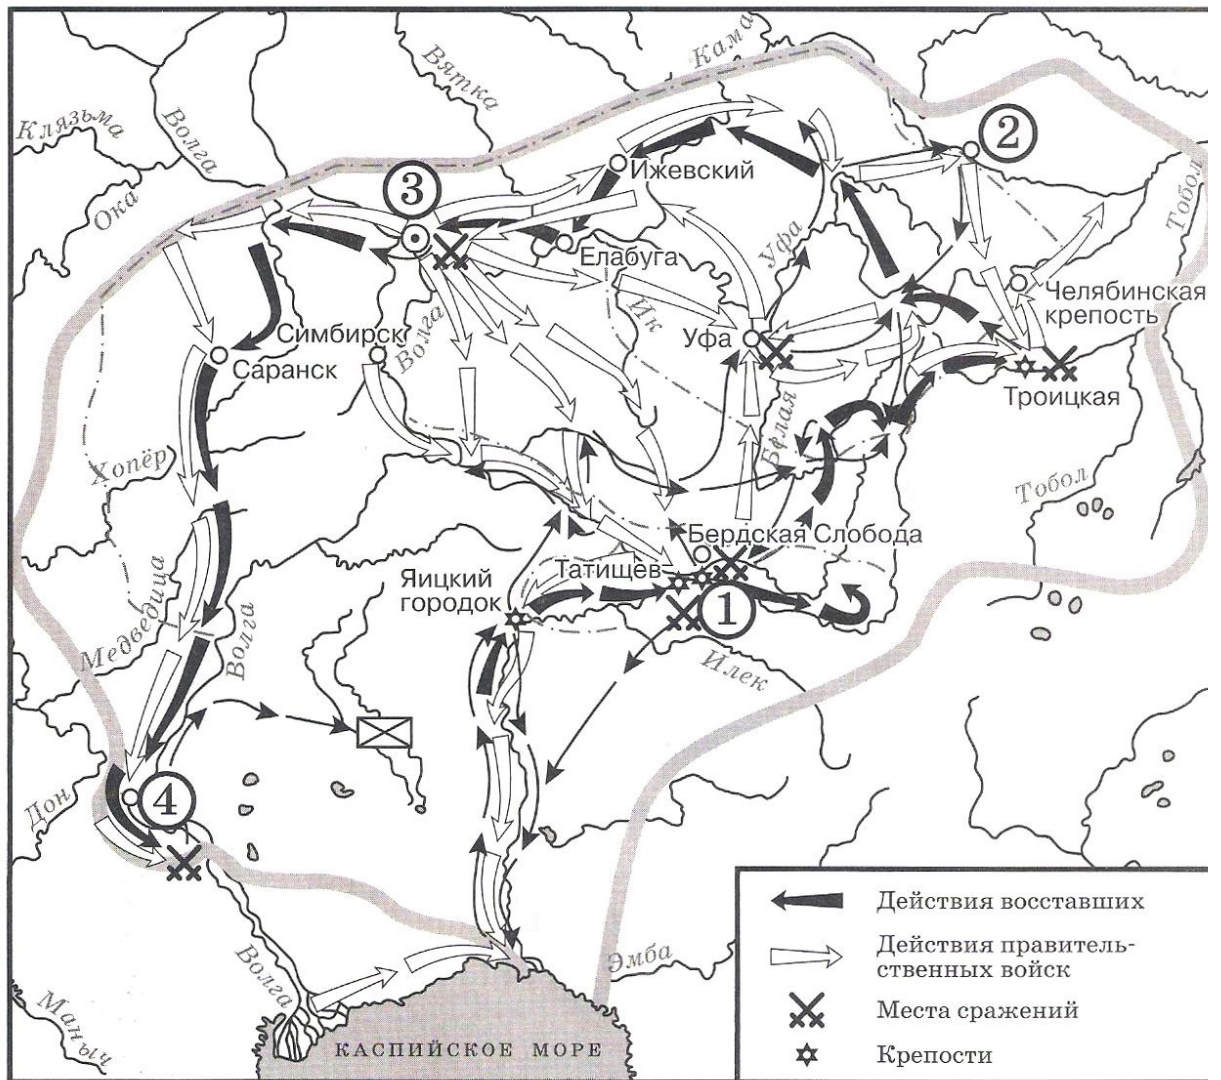 Клязьма
Волга
Вятка
Кама
Ока
2
3
Ижевский
Тобол
Елабуга
Уфа
Ик
Челябинская
крепость
Симбирск
Волга
Уфа
Саранск
Троицкая
Белая
Хопёр
Тобол
Бердская Слобода
Татищев
Яицкий
городок
1
Медведица
Волга
Илек
Дон
4
Волга
Эмба
Маныч
КАСПИЙСКОЕ МОРЕ
Действия восставших
Действия правитель-
ственных войск
Места сражений
Крепости